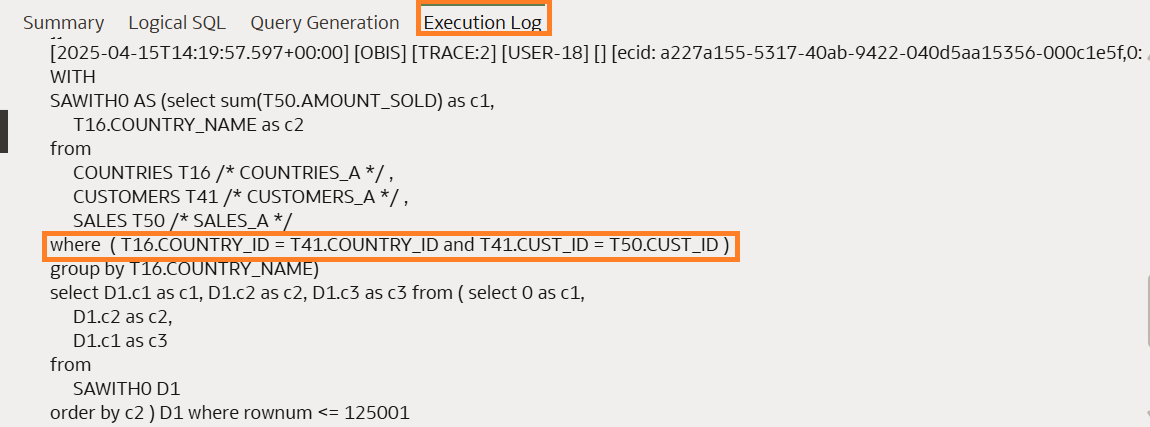 Summary Logical SQL Query Generation Execution Log
[2025-04-15T14:19:57.597+00:00] [OBIS] [TRACE:2] [USER-18] [] [ecid: a227a155-5317-40ab-9422-040d5aa15356-000c1e5f,0:
WITH
SAWITH0 AS (select sum(T50.AMOUNT_SOLD) as c1,
T16.COUNTRY_NAME as c2
from
COUNTRIES T16 /* COUNTRIES_A */ ,
CUSTOMERS T41 /* CUSTOMERS_A */ ,
SALES T50 /* SALES_A */
where ( T16.COUNTRY_ID = T41.COUNTRY_ID and T41.CUST_ID = T50.CUST_ID )
group by T16.COUNTRY_NAME)
select D1.c1 as c1, D1.c2 as c2, D1.c3 as c3 from ( select 0 as c1,
D1.c2 as c2,
D1.c1 as c3
from
SAWITH0 D1
order by c2 ) D1 where rownum <= 125001